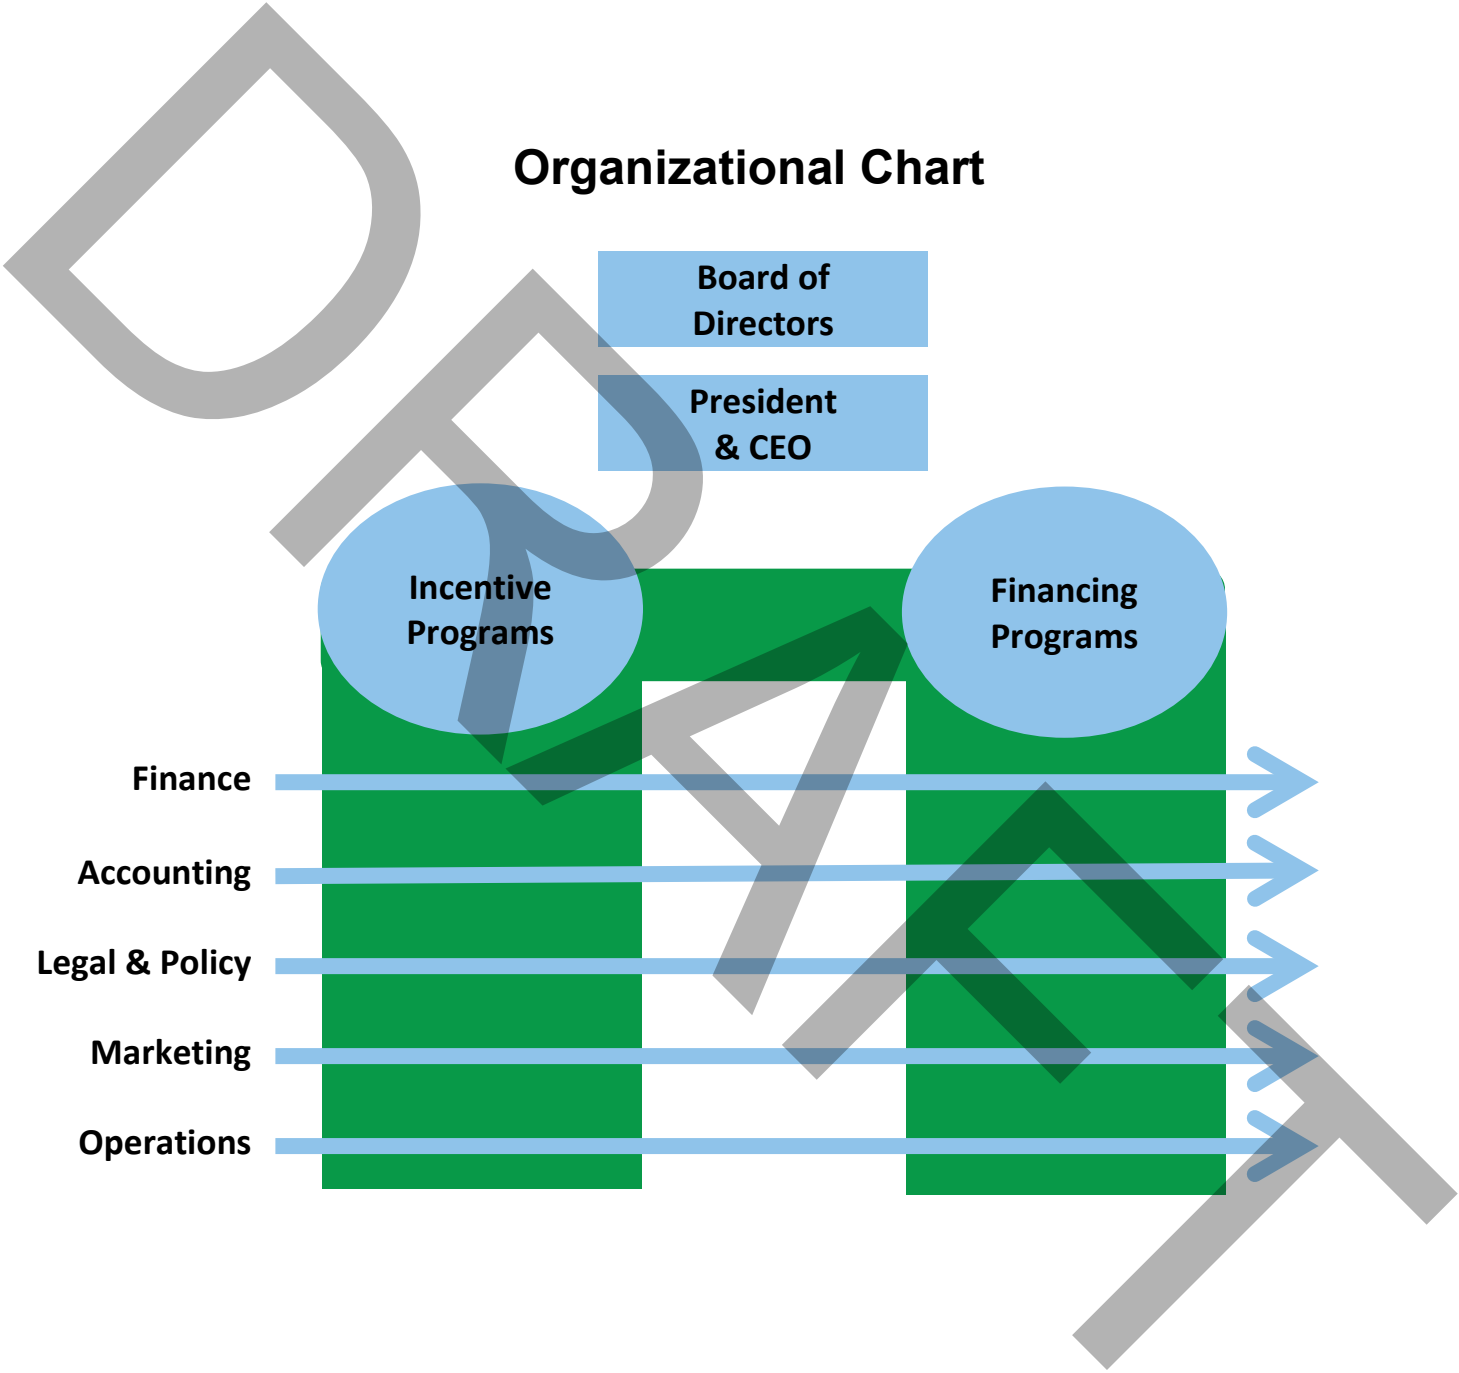 Organizational Chart
Board of
Directors
President
& CEO
Incentive
Programs
Financing
Programs
Finance
Accounting
Legal & Policy
Marketing
Operations
DRAFT